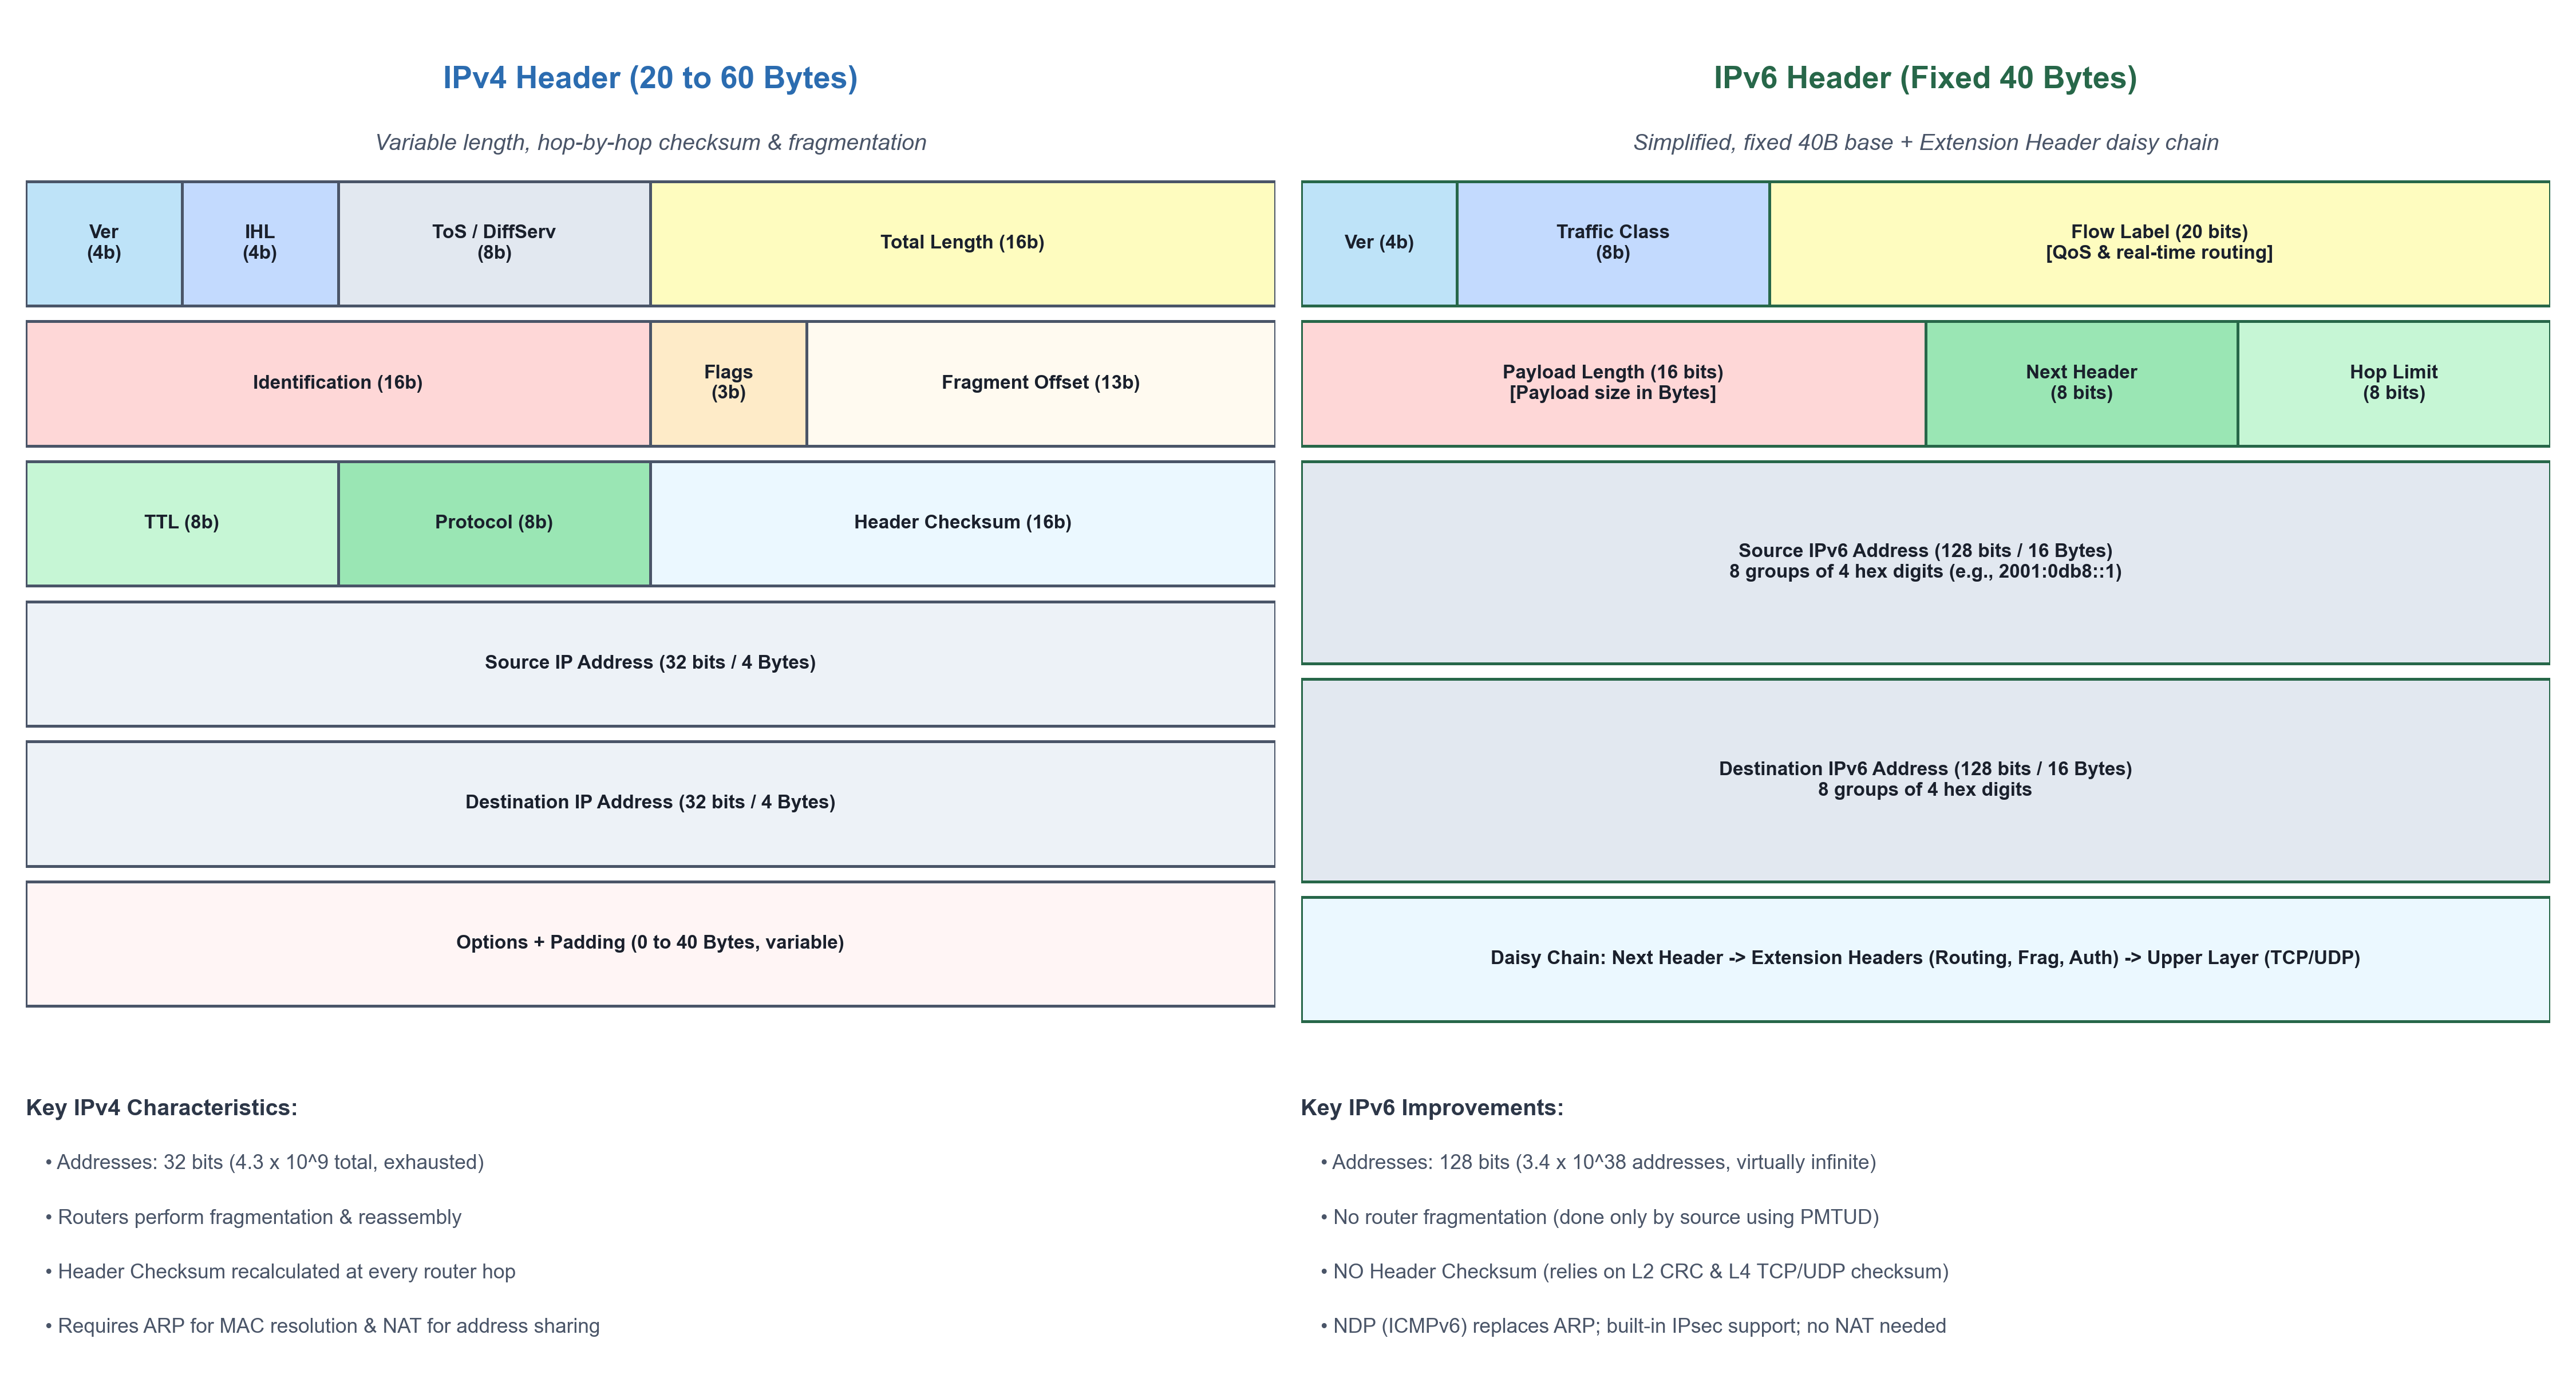 IPv4 Header (20 to 60 Bytes)
Variable length, hop-by-hop checksum & fragmentation
Ver
(4b)
IHL
(4b)
ToS / DiffServ
(8b)
Total Length (16b)
Identification (16b)
Flags
(3b)
Fragment Offset (13b)
TTL (8b)
Protocol (8b)
Header Checksum (16b)
Source IP Address (32 bits / 4 Bytes)
Destination IP Address (32 bits / 4 Bytes)
Options + Padding (0 to 40 Bytes, variable)
Key IPv4 Characteristics:
• Addresses: 32 bits (4.3 x 10^9 total, exhausted)
• Routers perform fragmentation & reassembly
• Header Checksum recalculated at every router hop
• Requires ARP for MAC resolution & NAT for address sharing
IPv6 Header (Fixed 40 Bytes)
Simplified, fixed 40B base + Extension Header daisy chain
Ver (4b)
Traffic Class
(8b)
Flow Label (20 bits)
[QoS & real-time routing]
Payload Length (16 bits)
[Payload size in Bytes]
Next Header
(8 bits)
Hop Limit
(8 bits)
Source IPv6 Address (128 bits / 16 Bytes)
8 groups of 4 hex digits (e.g., 2001:0db8::1)
Destination IPv6 Address (128 bits / 16 Bytes)
8 groups of 4 hex digits
Daisy Chain: Next Header -> Extension Headers (Routing, Frag, Auth) -> Upper Layer (TCP/UDP)
Key IPv6 Improvements:
• Addresses: 128 bits (3.4 x 10^38 addresses, virtually infinite)
• No router fragmentation (done only by source using PMTUD)
• NO Header Checksum (relies on L2 CRC & L4 TCP/UDP checksum)
• NDP (ICMPv6) replaces ARP; built-in IPsec support; no NAT needed